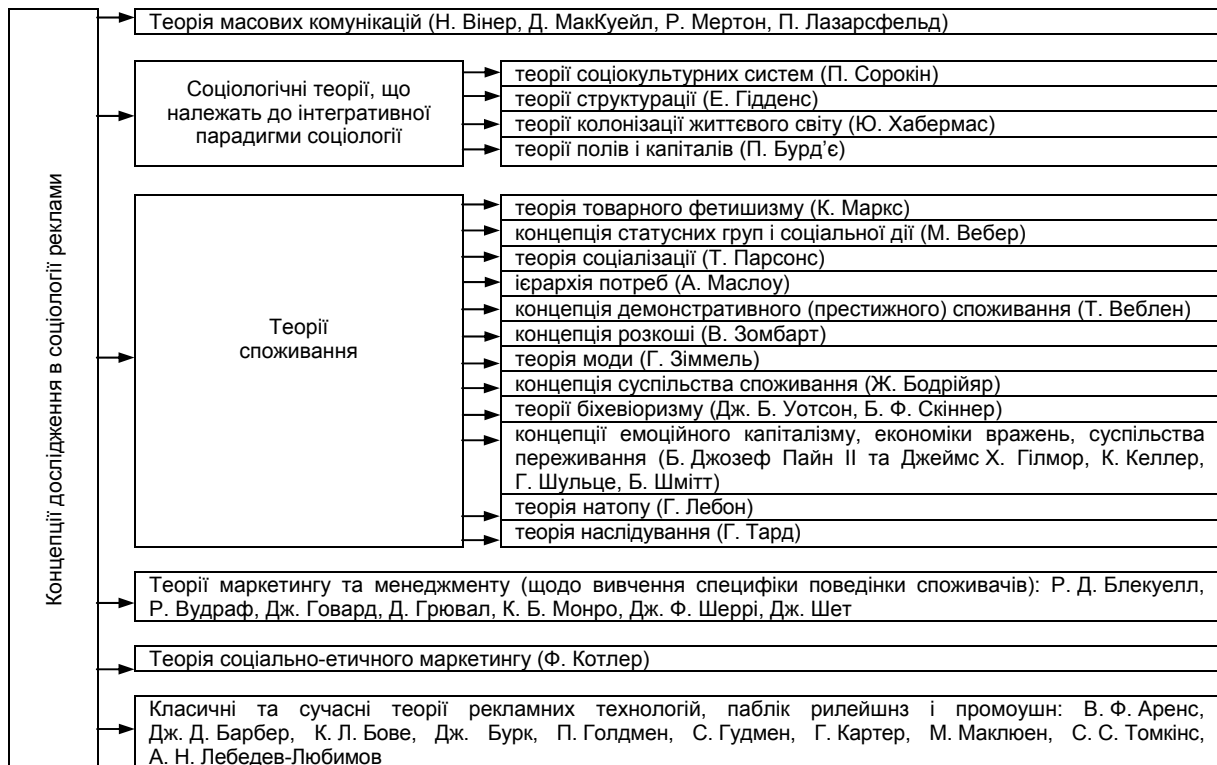 Концепції дослідження в соціології реклами
Теорія масових комунікацій (Н. Вінер, Д. МакКуейл, Р. Мертон, П. Лазарсфельд)
Соціологічні теорії, що
належать до інтегративної
парадигми соціології
теорії соціокультурних систем (П. Сорокін)
теорії структурації (Е. Гідденс)
теорії колонізації життєвого світу (Ю. Хабермас)
теорії полів і капіталів (П. Бурд’є)
Теорії
споживання
теорія товарного фетишизму (К. Маркс)
концепція статусних груп і соціальної дії (М. Вебер)
теорія соціалізації (Т. Парсонс)
ієрархія потреб (А. Маслоу)
концепція демонстративного (престижного) споживання (Т. Веблен)
концепція розкоші (В. Зомбарт)
теорія моди (Г. Зіммель)
концепція суспільства споживання (Ж. Бодрійяр)
теорії біхевіоризму (Дж. Б. Уотсон, Б. Ф. Скіннер)
концепції емоційного капіталізму, економіки вражень, суспільства
переживання (Б. Джозеф Пайн II та Джеймс Х. Гілмор, К. Келлер,
Г. Шульце, Б. Шмітт)
теорія натопу (Г. Лебон)
теорія наслідування (Г. Тард)
Теорії маркетингу та менеджменту (щодо вивчення специфіки поведінки споживачів): Р. Д. Блекуелл,
Р. Вудраф, Дж. Говард, Д. Грювал, К. Б. Монро, Дж. Ф. Шеррі, Дж. Шет
Теорія соціально-етичного маркетингу (Ф. Котлер)
Класичні та сучасні теорії рекламних технологій, паблік рилейшнз і промоушн: В. Ф. Аренс,
Дж. Д. Барбер, К. Л. Бове, Дж. Бурк, П. Голдмен, С. Гудмен, Г. Картер, М. Маклюен, С. С. Томкінс,
А. Н. Лебедев-Любимов